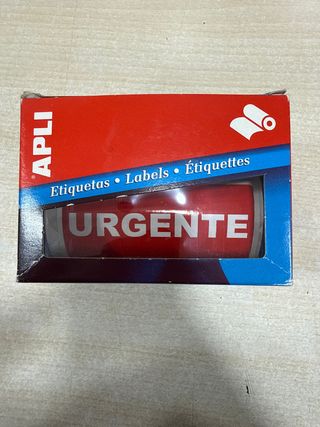 ® APLI
Etiquetas • Labels • Étiquettes
URGENTE